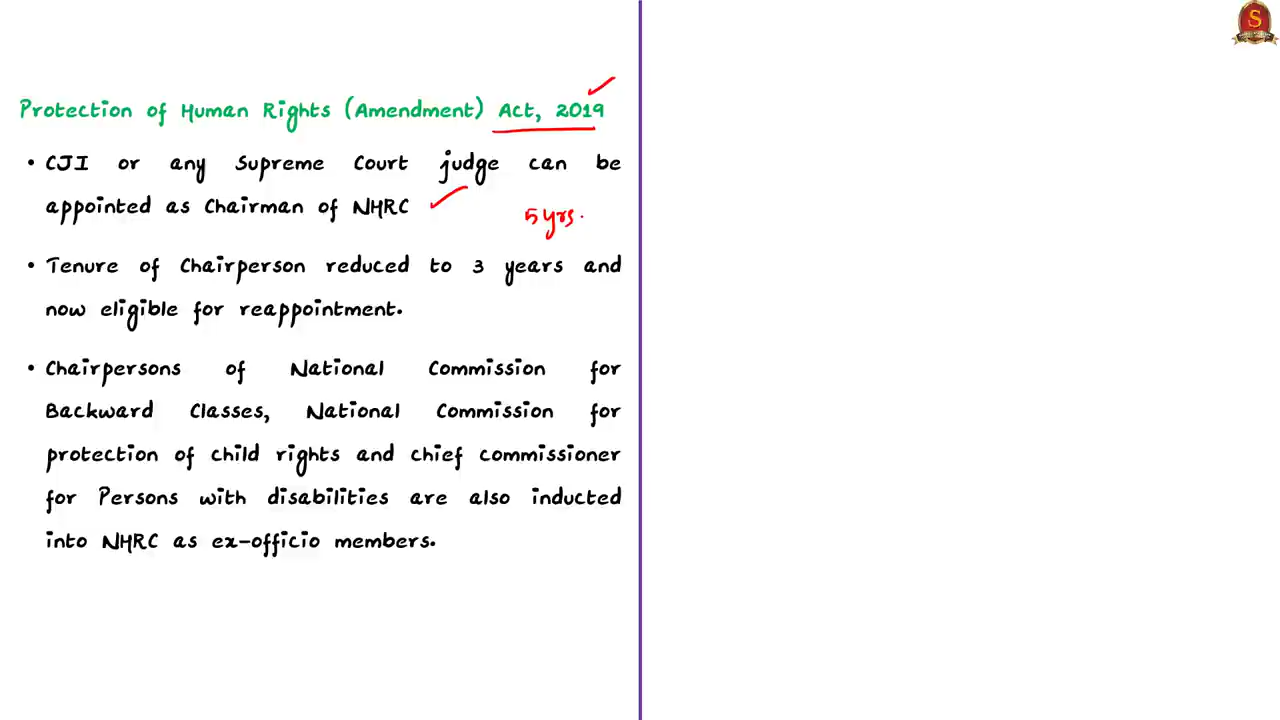 Protection of Human Rights (Amendment) Act, 2019
• CJI or any Supreme Court judge can be
appointed as Chairman of NHRC
5 yrs.
• Tenure of Chairperson reduced to 3 years and
now eligible for reappointment.
• Chairpersons of National Commission for
Backward Classes, National Commission for
protection of child rights and chief commissioner
for Persons with disabilities are also inducted
into NHRC as ex-officio members.
S